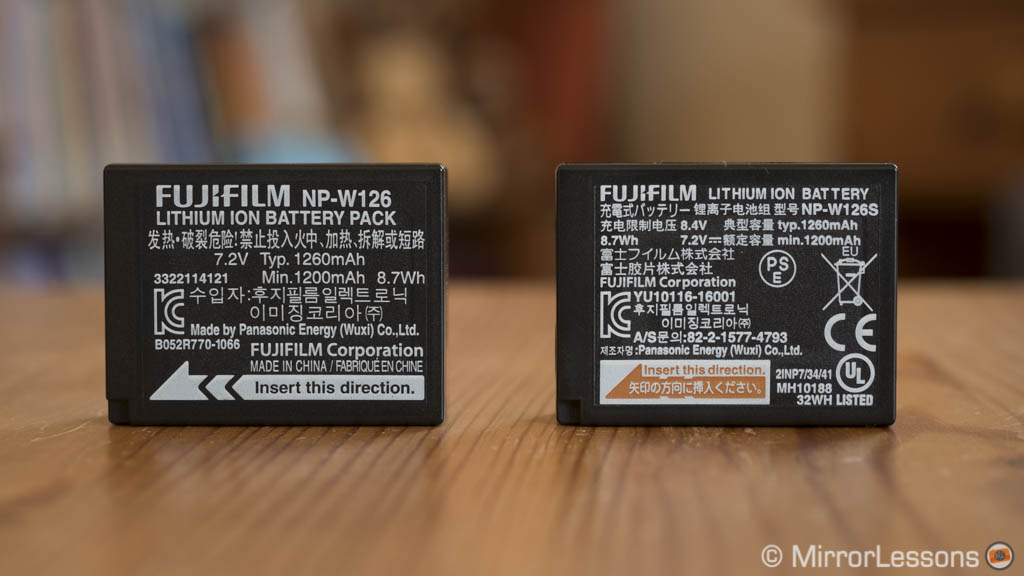 FUJIFILM NP-W126
LITHIUM ION BATTERY PACK
发热·破裂危险:禁止投入火中、加热、拆解或短路
7.2V Typ. 1260mAh
3322114121 Min.1200mAh 8.7Wh
수입자:후지필름일렉트로닉
이미징코리아㈜
Made by Panasonic Energy (Wuxi) Co., Ltd.
B052R770-1066
FUJIFILM Corporation
MADE IN CHINA / FABRIQUÉ EN CHINE
Insert this direction.
FUJIFILM LITHIUM ION BATTERY
充電式バッテリー 锂离子电池组 型号 NP-W126S
充电限制电压 8.4V 典型容量 typ.1260mAh
8.7Wh 7.2V⎓额定容量 min.1200mAh
富士フイルム株式会社
富士胶片株式会社
FUJIFILM Corporation
PSE
EU
YU10116-16001
후지필름일렉트로닉
이미징코리아㈜
A/S문의:82-2-1577-4793
제조자명:Panasonic Energy (Wuxi) Co., Ltd.
CE
Insert this direction.
矢印の方向に挿入ください。
2INP7/34/41
MH10188
32WH
UL
LISTED
© MirrorLessons